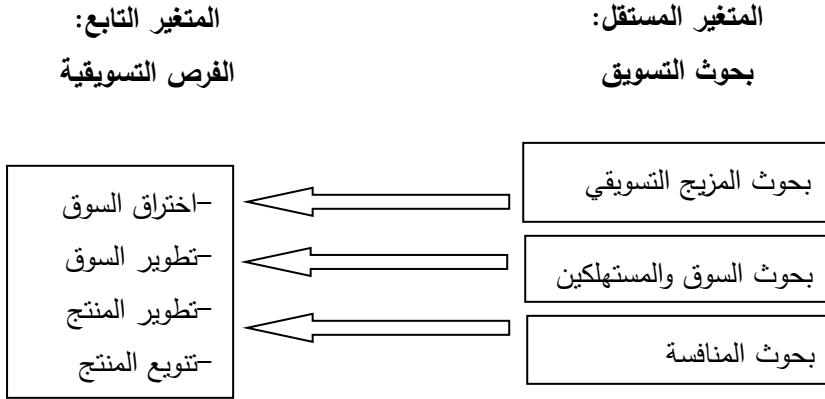 المتغير المستقل:
بحوث التسويق
المتغير التابع:
الفرص التسويقية
بحوث المزيج التسويقي
بحوث السوق والمستهلكين
بحوث المنافسة
-اختراق السوق
-تطوير السوق
-تطوير المنتج
-تنويع المنتج